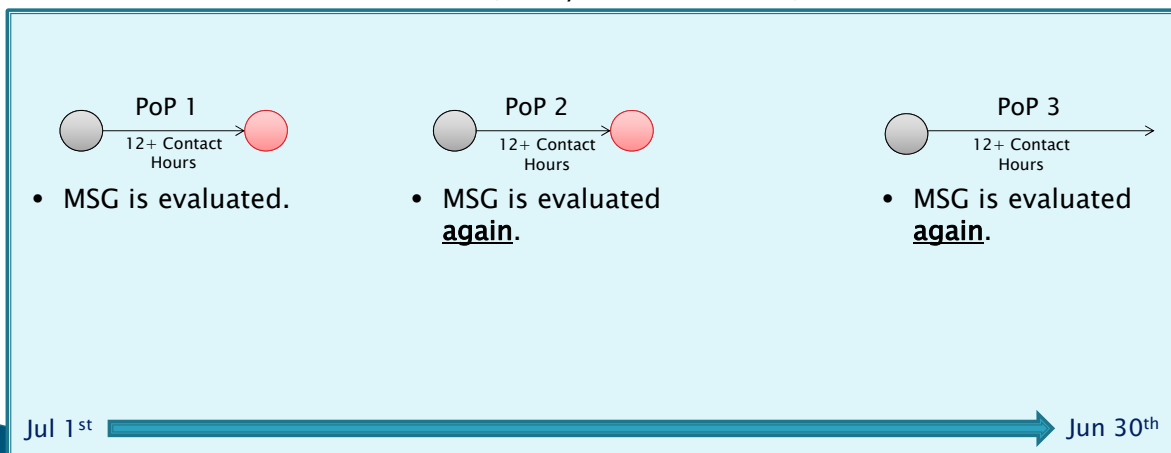 PoP 1
12+ Contact
Hours
• MSG is evaluated.
PoP 2
12+ Contact
Hours
• MSG is evaluated
again.
PoP 3
12+ Contact
Hours
• MSG is evaluated
again.
Jul 1st
Jun 30th